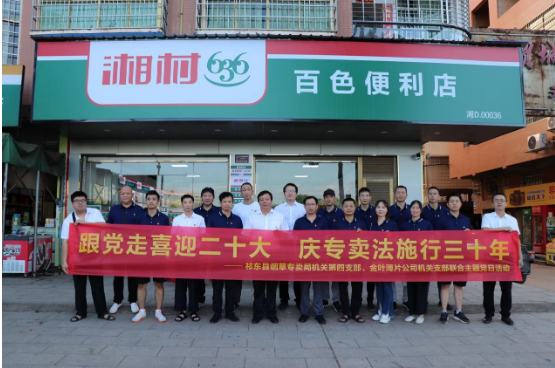 湘村 636
百色便利店
湘D.00036
跟党走喜迎二十大 庆专卖法施行三十年
祁东县烟草专卖局机关第四支部、金叶薄片公司机关支部联合主题党日活动